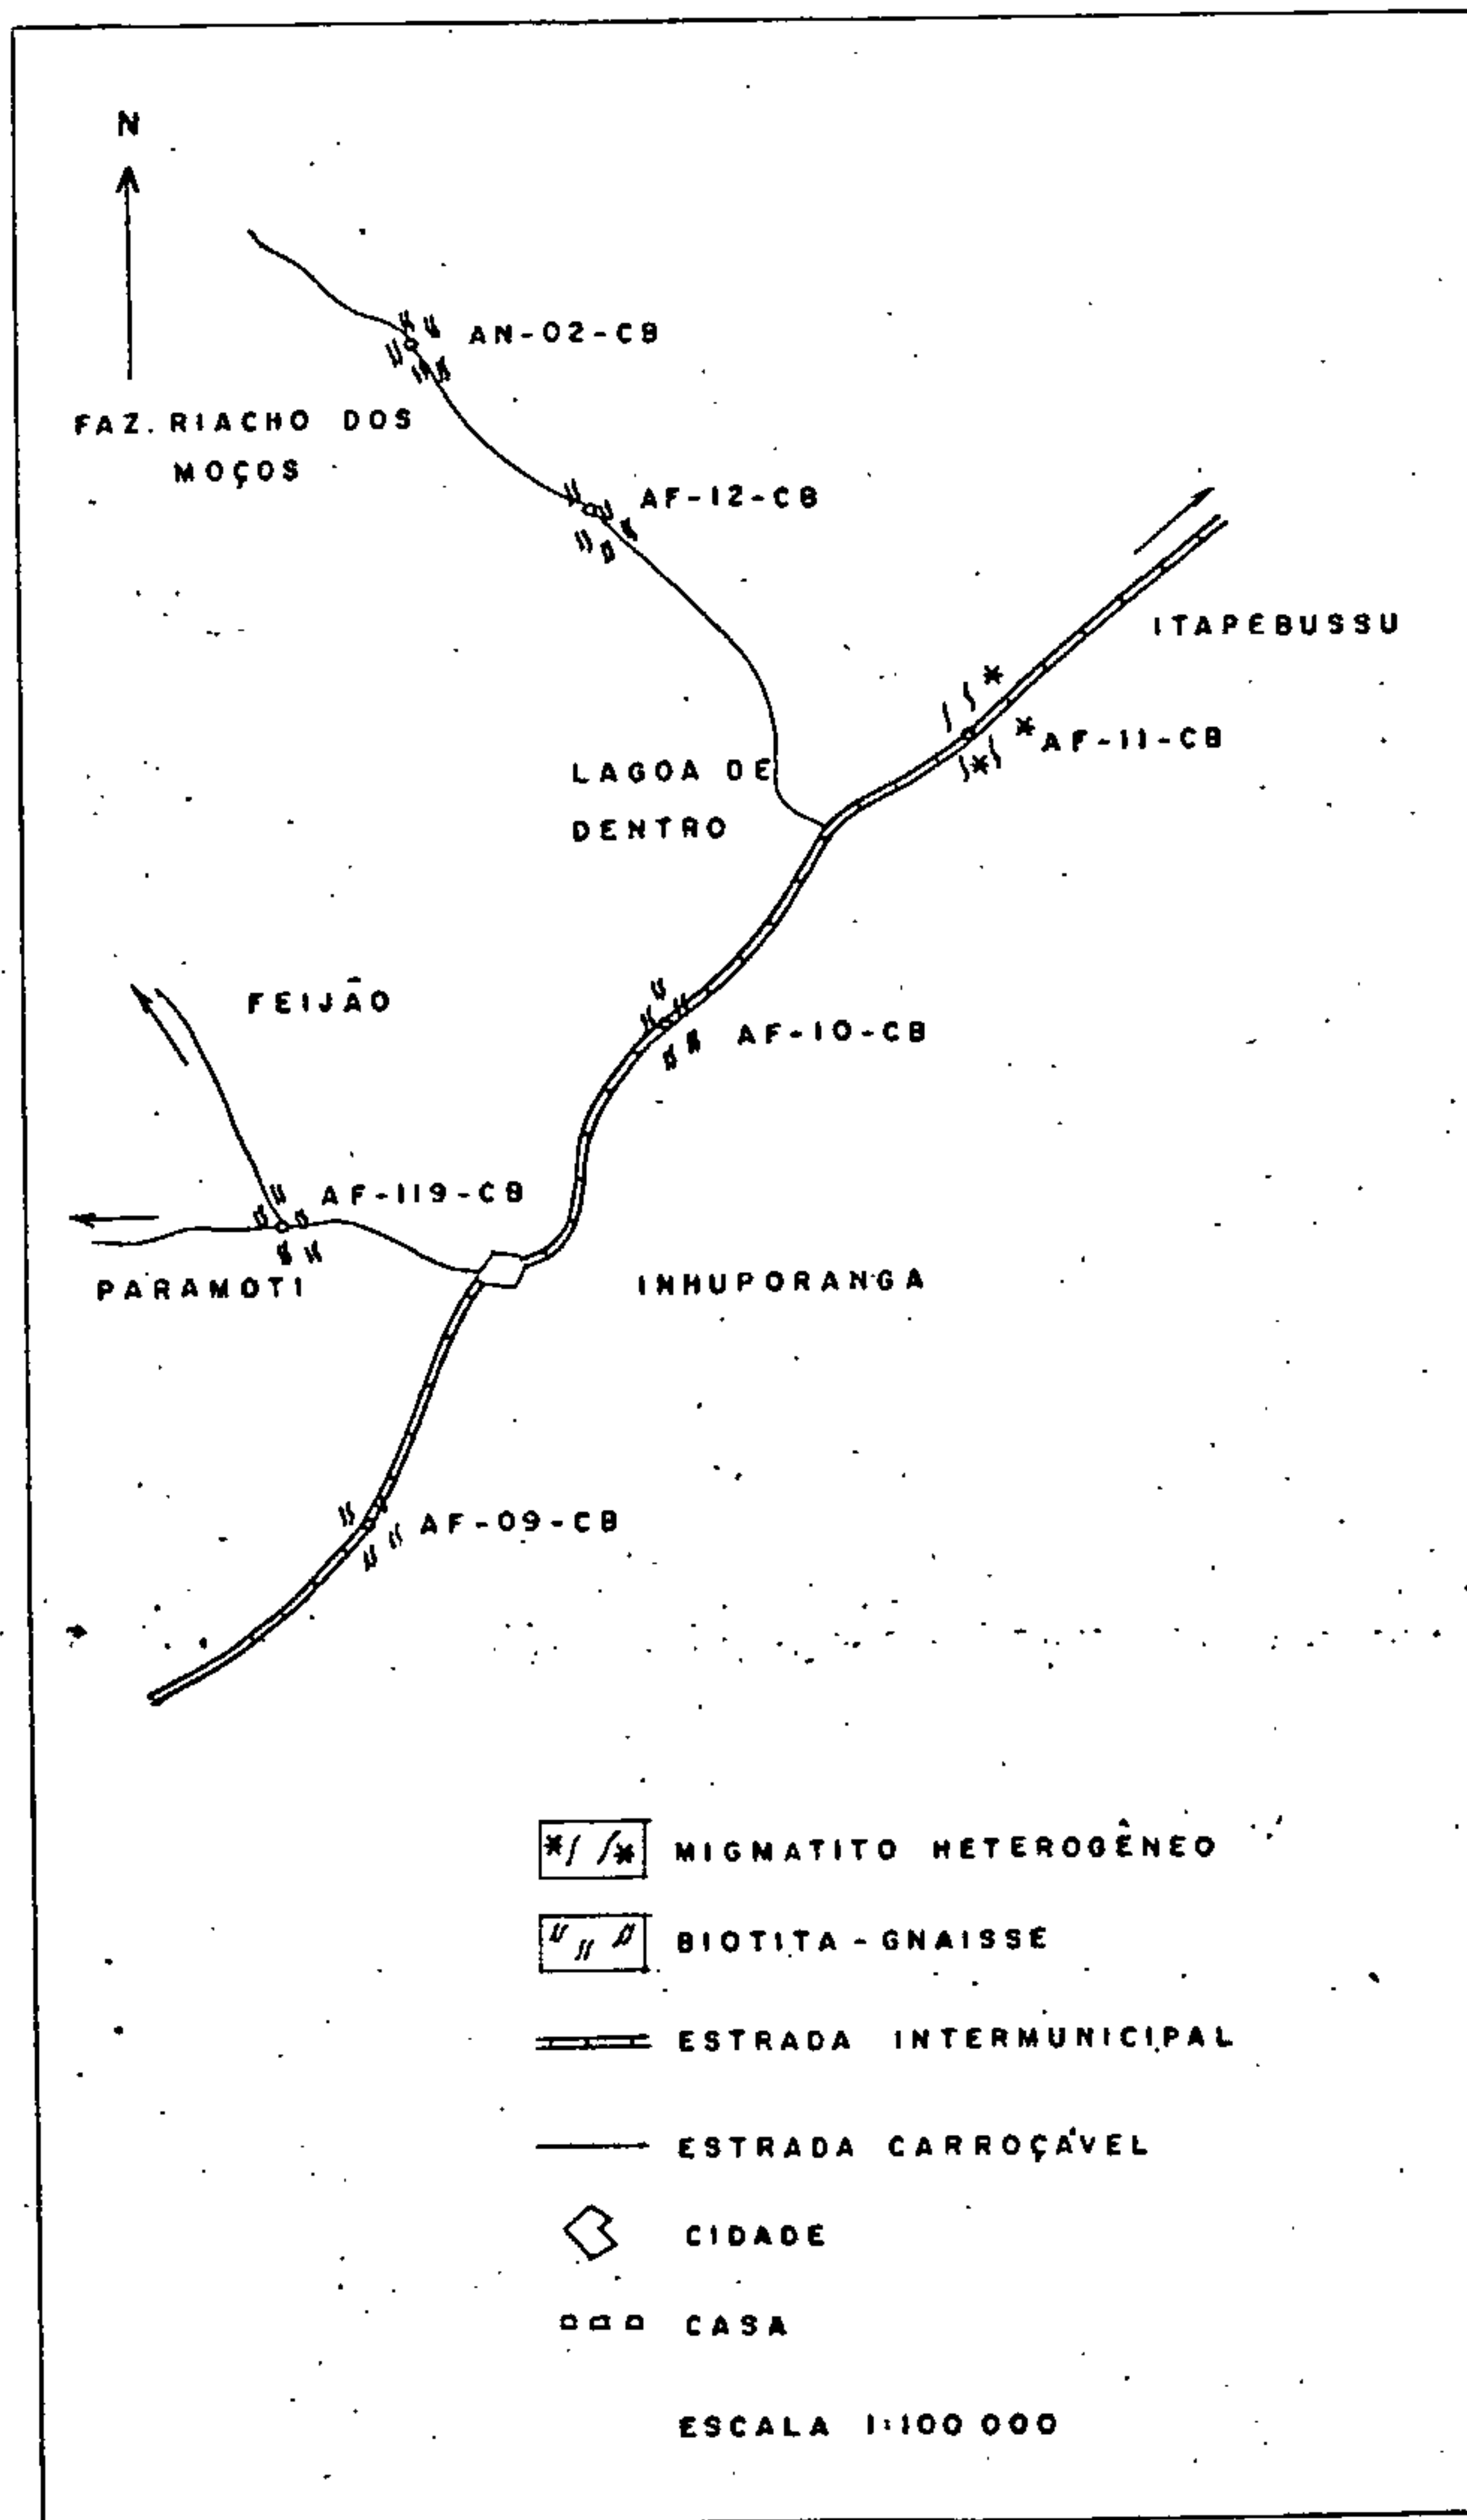 N
AN-02-CB
FAZ. RIACHO DOS
MOÇOS
AF-12-CB
ITAPEBUSSU
AF-11-CB
LAGOA DE
DENTRO
FEIJÃO
AF-10-CB
AF-119-CB
PARAMOTI
INHUPORANGA
AF-09-CB
MIGMATITO HETEROGÊNEO
BIOTITA-GNAISSE
ESTRADA INTERMUNICIPAL
ESTRADA CARROÇÁVEL
CIDADE
CASA
ESCALA 1:100 000